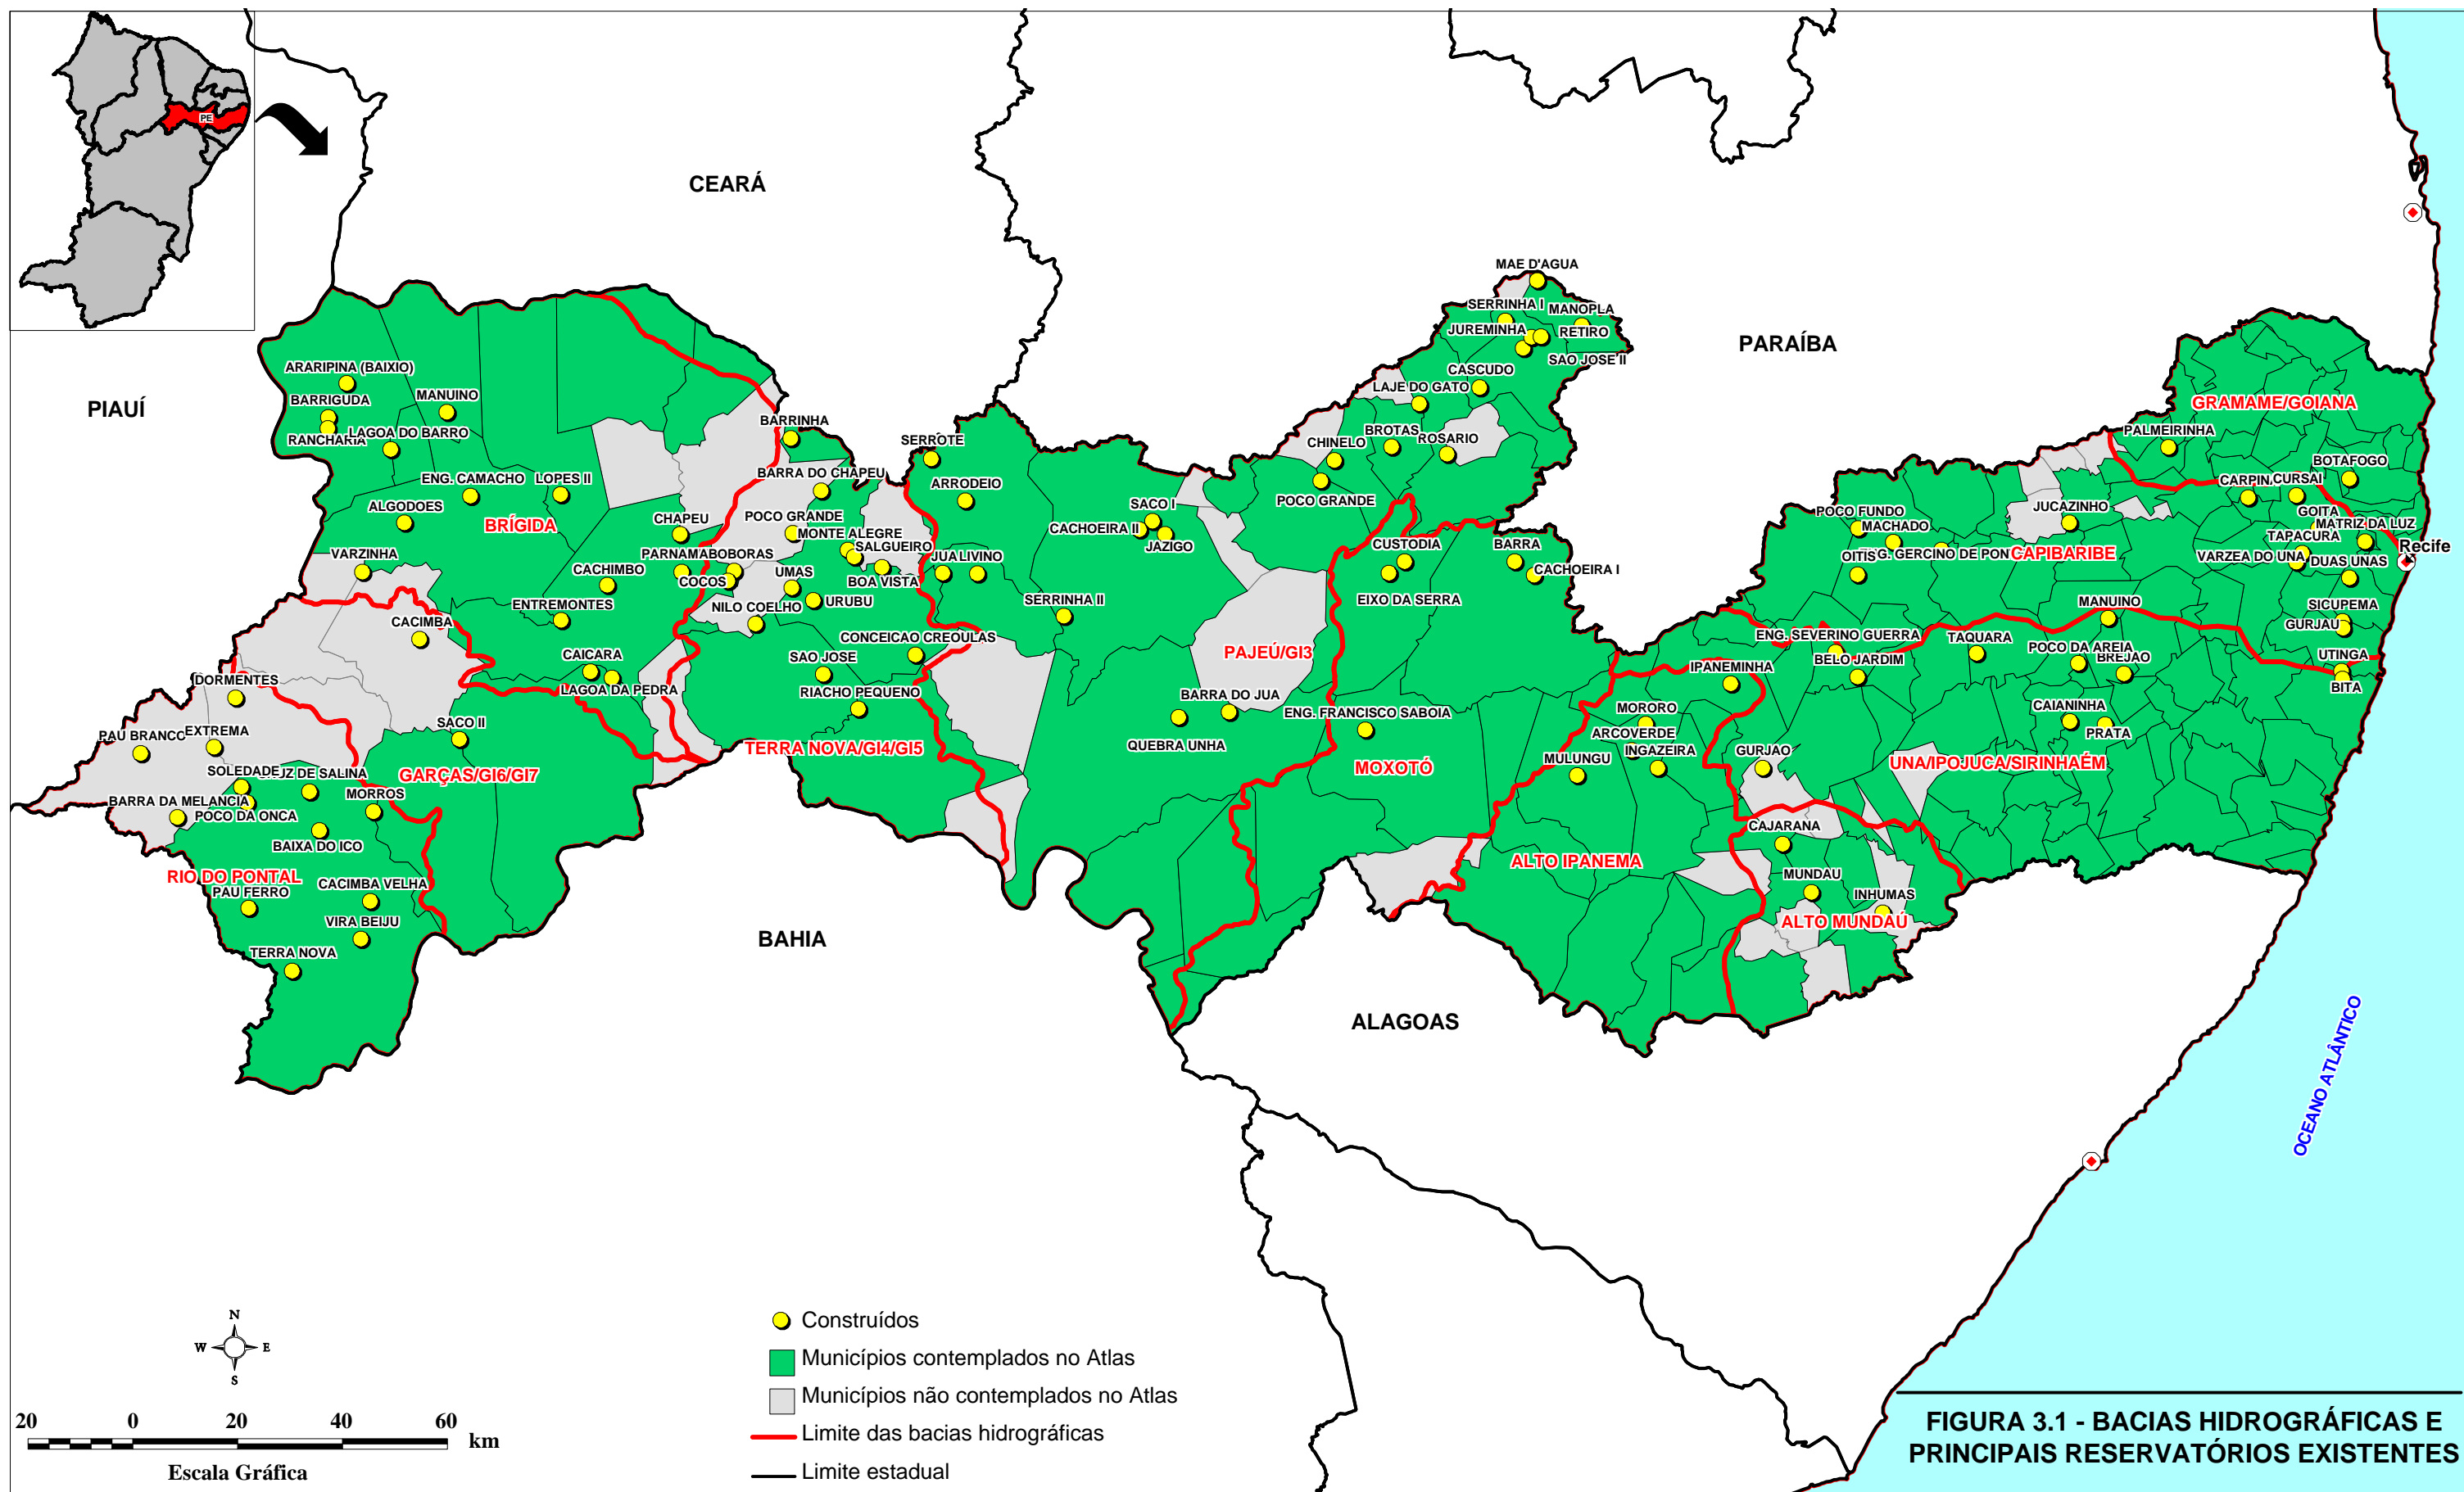 PE
CEARÁ
PIAUÍ
PARAÍBA
BAHIA
ALAGOAS
OCEANO ATLÂNTICO
Recife
MAE D'AGUA
SERRINHA I
MANOPLA
JUREMINHA
RETIRO
SAO JOSE II
CASCUDO
LAJE DO GATO
ARARIPINA (BAIXIO)
BARRIGUDA
MANUINO
RANCHARIA
LAGOA DO BARRO
BARRINHA
SERROTE
CHINELO
BROTAS
ROSARIO
GRAMAME/GOIANA
PALMEIRINHA
BOTAFOGO
ENG. CAMACHO
LOPES II
BARRA DO CHAPEU
ARRODEIO
POCO GRANDE
CARPIN
CURSAI
ALGODOES
BRÍGIDA
CHAPEU
POCO GRANDE
MONTE ALEGRE
SALGUEIRO
SACO I
CACHOEIRA II
JAZIGO
POCO FUNDO
MACHADO
JUCAZINHO
GOITA
MATRIZ DA LUZ
VARZINHA
PARNAMA
BOBORAS
COCOS
UMAS
BOA VISTA
JUA
LIVINO
CUSTODIA
BARRA
CACHOEIRA I
OITIS
G. GERCINO DE PON
CAPIBARIBE
TAPACURA
VARZEA DO UNA
DUAS UNAS
CACHIMBO
URUBU
EIXO DA SERRA
ENTREMONTES
NILO COELHO
SERRINHA II
MANUINO
SICUPEMA
GURJAU
CACIMBA
CONCEICAO CREOULAS
PAJEÚ/GI3
ENG. SEVERINO GUERRA
TAQUARA
POCO DA AREIA
BREJAO
CAICARA
SAO JOSE
IPANEMINHA
BELO JARDIM
UTINGA
BITA
DORMENTES
LAGOA DA PEDRA
RIACHO PEQUENO
BARRA DO JUA
ENG. FRANCISCO SABOIA
MORORO
CAIANINHA
PRATA
PAU BRANCO
EXTREMA
SACO II
TERRA NOVA/GI4/GI5
QUEBRA UNHA
ARCOVERDE
INGAZEIRA
GURJAO
MULUNGU
UNA/IPOJUCA/SIRINHAÉM
SOLEDADE
UZ DE SALINA
GARÇAS/GI6/GI7
MOXOTÓ
MORROS
BARRA DA MELANCIA
POCO DA ONCA
BAIXA DO ICO
CAJARANA
ALTO IPANEMA
RIO DO PONTAL
PAU FERRO
CACIMBA VELHA
MUNDAU
INHUMAS
VIRA BEIJU
ALTO MUNDAÚ
TERRA NOVA
N
W E
S
20 0 20 40 60
km
Escala Gráfica
Construídos
Municípios contemplados no Atlas
Municípios não contemplados no Atlas
Limite das bacias hidrográficas
Limite estadual
FIGURA 3.1 - BACIAS HIDROGRÁFICAS E
PRINCIPAIS RESERVATÓRIOS EXISTENTES